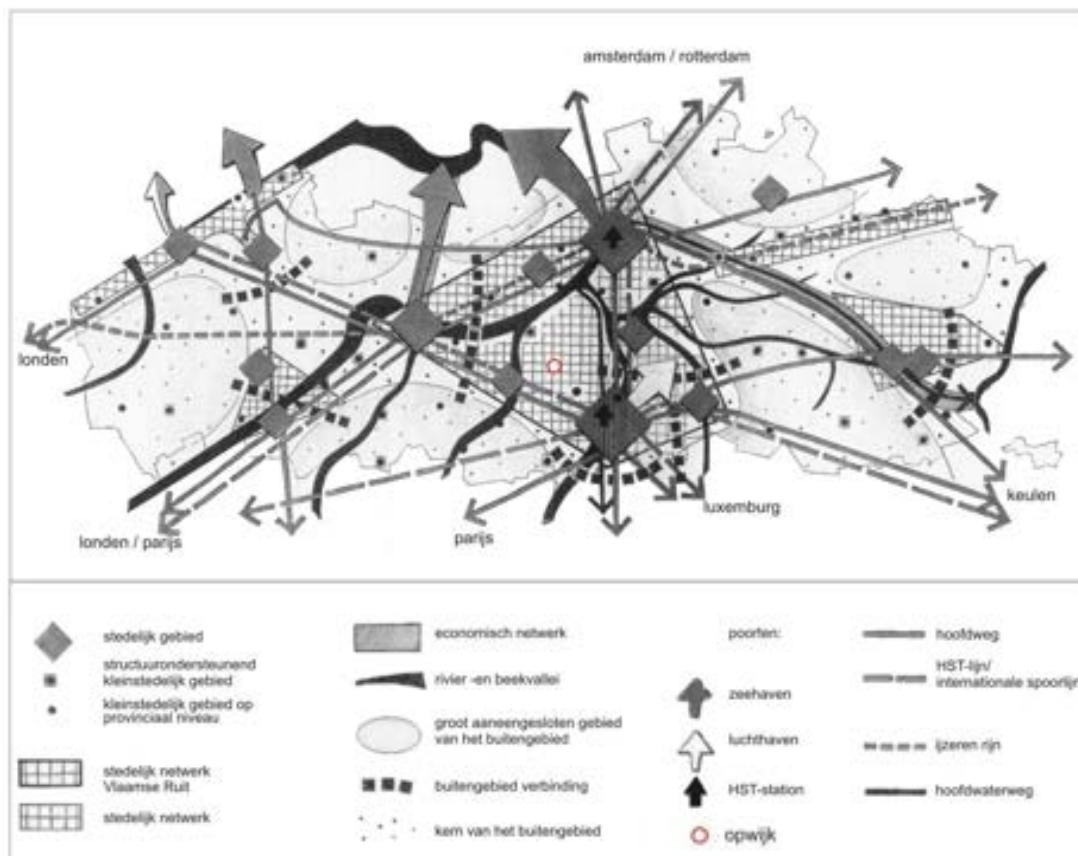 amsterdam / rotterdam
londen
keulen
luxemburg
londen / parijs
parijs
stedelijk gebied
structuurondersteunend
kleinstedelijk gebied
kleinstedelijk gebied op
provinciaal niveau
stedelijk netwerk
Vlaamse Ruit
stedelijk netwerk
economisch netwerk
rivier -en beekvallei
groot aaneengesloten gebied
van het buitengebied
buitengebied verbinding
kern van het buitengebied
poorten:
zeehaven
luchthaven
HST-station
opwijk
hoofdweg
HST-lijn/
internationale spoorlijn
ijzeren rijn
hoofdwaterweg